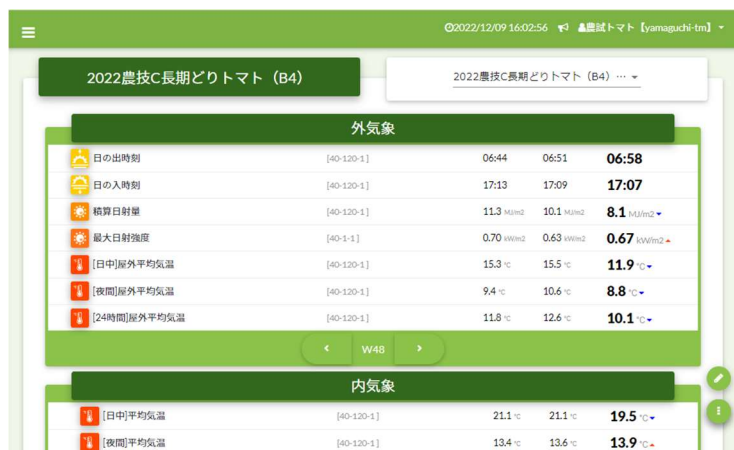 2022/12/09 16:02:56 農試トマト【yamaguchi-tm】
2022農技C長期どりトマト（B4）
2022農技C長期どりトマト（B4）…
外気象
日の出時刻 [40-120-1] 06:44 06:51 06:58
日の入時刻 [40-120-1] 17:13 17:09 17:07
積算日射量 [40-120-1] 11.3 MJ/m2 10.1 MJ/m2 8.1 MJ/m2
最大日射強度 [40-1-1] 0.70 kW/m2 0.63 kW/m2 0.67 kW/m2
[日中]屋外平均気温 [40-120-1] 15.3 ℃ 15.5 ℃ 11.9 ℃
[夜間]屋外平均気温 [40-120-1] 9.4 ℃ 10.6 ℃ 8.8 ℃
[24時間]屋外平均気温 [40-120-1] 11.8 ℃ 12.6 ℃ 10.1 ℃
W48
内気象
[日中]平均気温 [40-120-1] 21.1 ℃ 21.1 ℃ 19.5 ℃
[夜間]平均気温 [40-120-1] 13.4 ℃ 13.6 ℃ 13.9 ℃